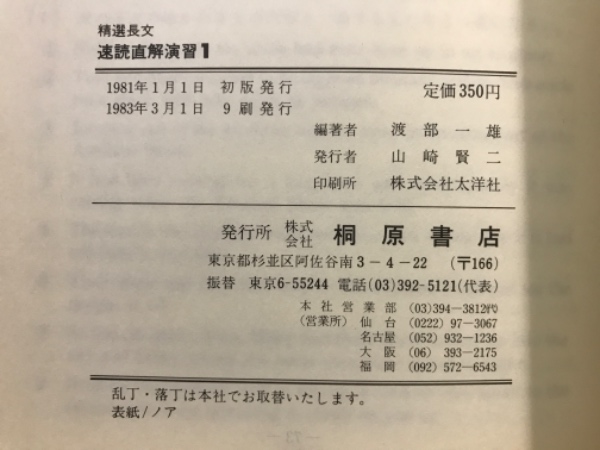 精選長文
速読直解演習1
1981年1月1日 初版発行
1983年3月1日 9刷発行
定価350円
編著者 渡部一雄
発行者 山崎賢二
印刷所 株式会社太洋社
発行所 株式会社 桐原書店
東京都杉並区阿佐谷南3-4-22 (〒166)
振替 東京6-55244 電話(03)392-5121(代表)
本社営業部 (03)394-3812代
(営業所) 仙台 (0222)97-3067
名古屋 (052)932-1236
大阪 (06)393-2175
福岡 (092)572-6543
乱丁・落丁は本社でお取替いたします。
表紙/ノア